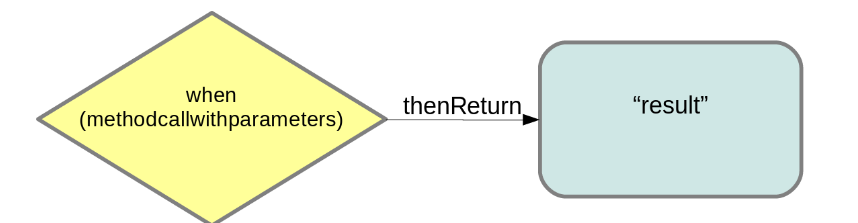 when
(methodcallwithparameters)
thenReturn
“result”